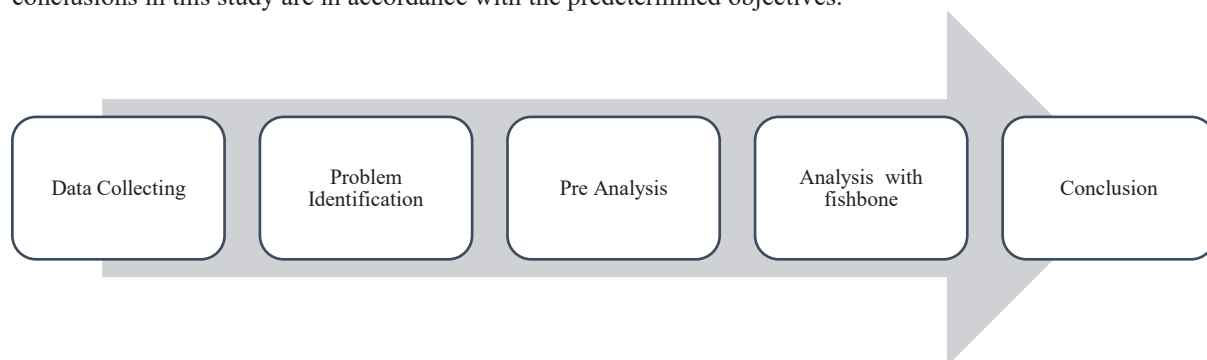 conclusions in this study are in accordance with the predetermined objectives.
Data Collecting
Problem
Identification
Pre Analysis
Analysis with
fishbone
Conclusion